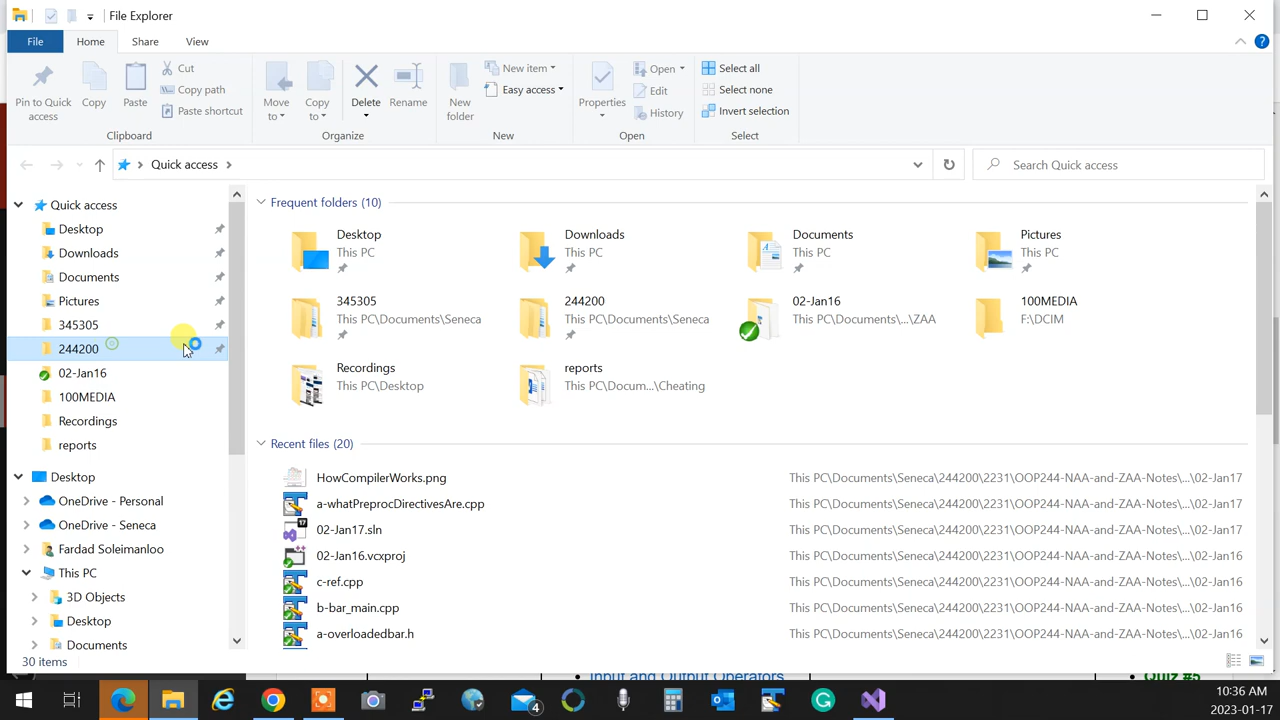 File Explorer
File
Home
Share
View
Pin to Quick access
Copy
Paste
Cut
Copy path
Paste shortcut
Clipboard
Move to
Copy to
Delete
Rename
Organize
New folder
New item
Easy access
New
Properties
Open
Edit
History
Open
Select all
Select none
Invert selection
Select
Quick access
Search Quick access
Quick access
Desktop
Downloads
Documents
Pictures
345305
244200
02-Jan16
100MEDIA
Recordings
reports
Desktop
OneDrive - Personal
OneDrive - Seneca
Fardad Soleimanloo
This PC
3D Objects
Desktop
Documents
Frequent folders (10)
Desktop
This PC
Downloads
This PC
Documents
This PC
Pictures
This PC
345305
This PC\Documents\Seneca
244200
This PC\Documents\Seneca
02-Jan16
This PC\Documents\...\ZAA
100MEDIA
F:\DCIM
Recordings
This PC\Desktop
reports
This PC\Docum...\Cheating
Recent files (20)
HowCompilerWorks.png This PC\Documents\Seneca\244200\2231\OOP244-NAA-and-ZAA-Notes\...\02-Jan17
a-whatPreprocDirectivesAre.cpp This PC\Documents\Seneca\244200\2231\OOP244-NAA-and-ZAA-Notes\...\02-Jan17
02-Jan17.sln This PC\Documents\Seneca\244200\2231\OOP244-NAA-and-ZAA-Notes\...\02-Jan17
02-Jan16.vcxproj This PC\Documents\Seneca\244200\2231\OOP244-NAA-and-ZAA-Notes\...\02-Jan16
c-ref.cpp This PC\Documents\Seneca\244200\2231\OOP244-NAA-and-ZAA-Notes\...\02-Jan16
b-bar_main.cpp This PC\Documents\Seneca\244200\2231\OOP244-NAA-and-ZAA-Notes\...\02-Jan16
a-overloadedbar.h This PC\Documents\Seneca\244200\2231\OOP244-NAA-and-ZAA-Notes\...\02-Jan16
30 items
Input and Output Operators
Quiz #5
4
10:36 AM
2023-01-17